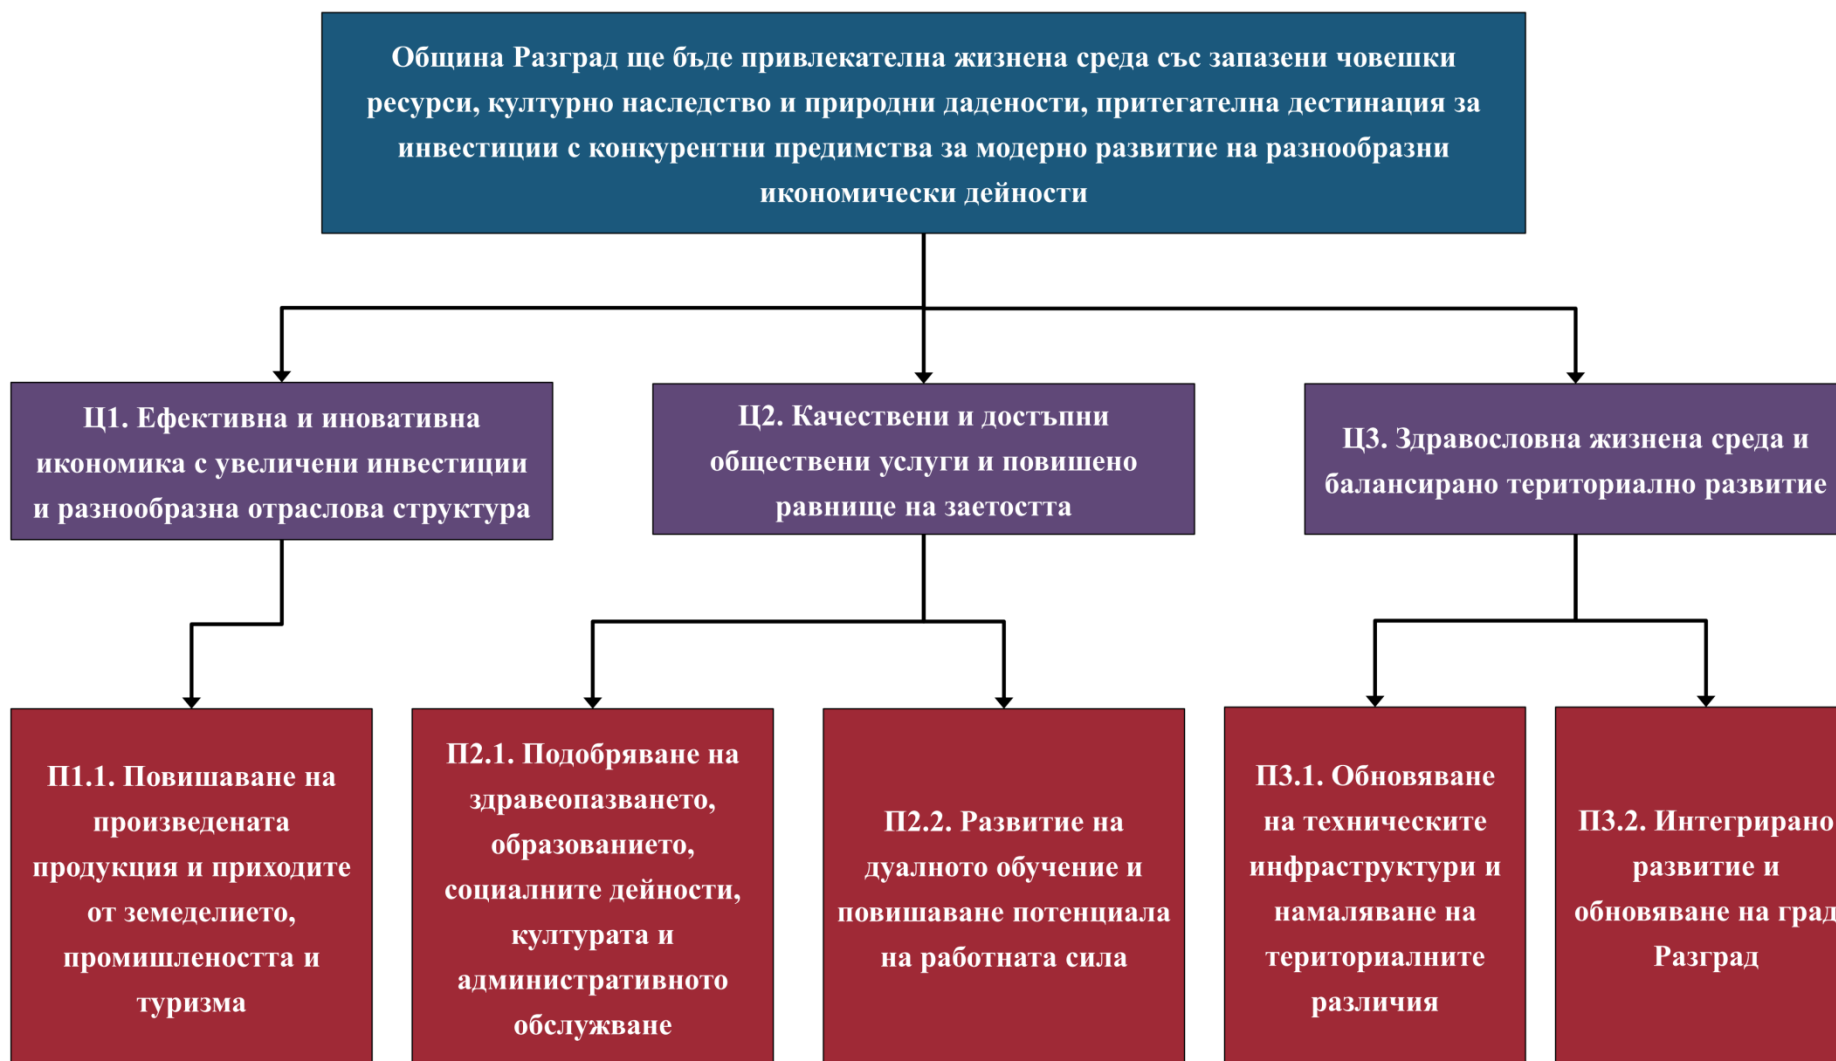 Община Разград ще бъде привлекателна жизнена среда със запазени човешки
ресурси, културно наследство и природни дадености, притегателна дестинация за
инвестиции с конкурентни предимства за модерно развитие на разнообразни
икономически дейности
Ц1. Ефективна и иновативна
икономика с увеличени инвестиции
и разнообразна отраслова структура
Ц2. Качествени и достъпни
обществени услуги и повишено
равнище на заетостта
Ц3. Здравословна жизнена среда и
балансирано териториално развитие
П1.1. Повишаване на
произведената
продукция и приходите
от земеделието,
промишлеността и
туризма
П2.1. Подобряване на
здравеопазването,
образованието,
социалните дейности,
културата и
административното
обслужване
П2.2. Развитие на
дуалното обучение и
повишаване потенциала
на работната сила
П3.1. Обновяване
на техническите
инфраструктури и
намаляване на
териториалните
различия
П3.2. Интегрирано
развитие и
обновяване на град
Разград